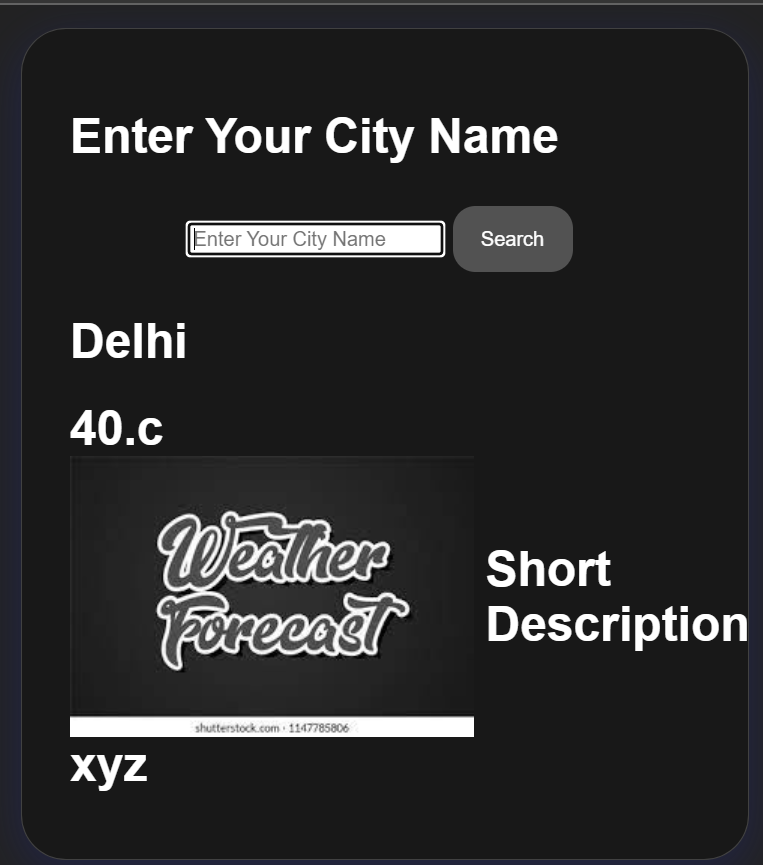 Enter Your City Name
Enter Your City Name
Search
Delhi
40.c
Weather
Forecast
shutterstock.com · 1147785806
Short
Description
xyz